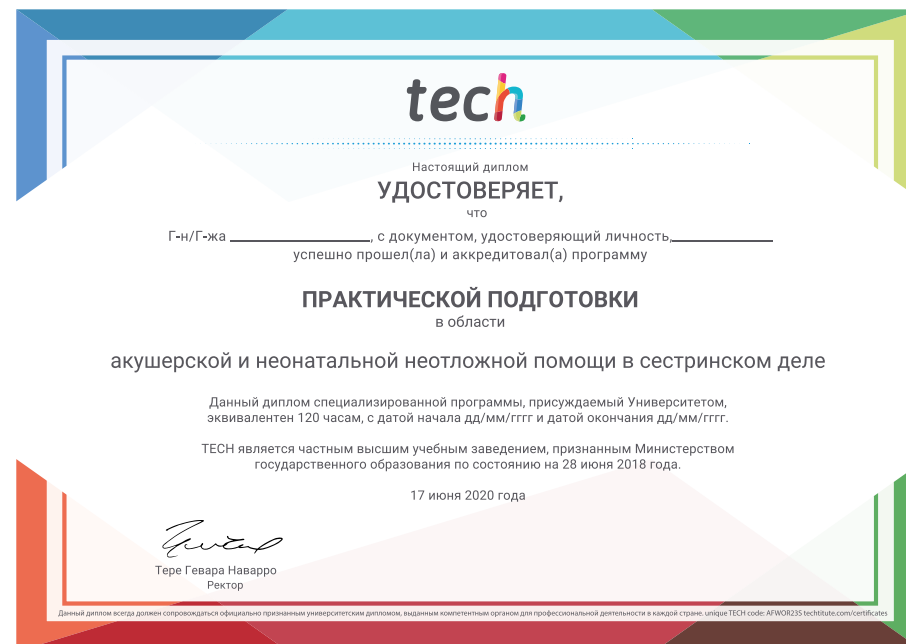 tech
Настоящий диплом
УДОСТОВЕРЯЕТ,
что
Г-н/Г-жа ________________, с документом, удостоверяющий личность,____________
успешно прошел(ла) и аккредитовал(а) программу
ПРАКТИЧЕСКОЙ ПОДГОТОВКИ
в области
акушерской и неонатальной неотложной помощи в сестринском деле
Данный диплом специализированной программы, присуждаемый Университетом,
эквивалентен 120 часам, с датой начала дд/мм/гггг и датой окончания дд/мм/гггг.
TECH является частным высшим учебным заведением, признанным Министерством
государственного образования по состоянию на 28 июня 2018 года.
17 июня 2020 года
Тере Гевара Наварро
Ректор
Данный диплом всегда должен сопровождаться официально признанным университетским дипломом, выданным компетентным органом для профессиональной деятельности в каждой стране. unique TECH code: AFWOR23S techtitute.com/certificates